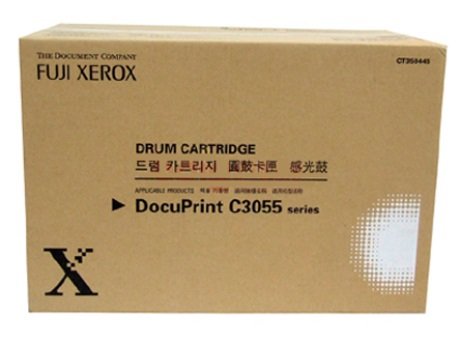 THE DOCUMENT COMPANY
FUJI XEROX
CT350445
DRUM CARTRIDGE
드럼 카트리지 圓鼓卡匣 感光鼓
APPLICABLE PRODUCTS
▶ DocuPrint C3055 series
X